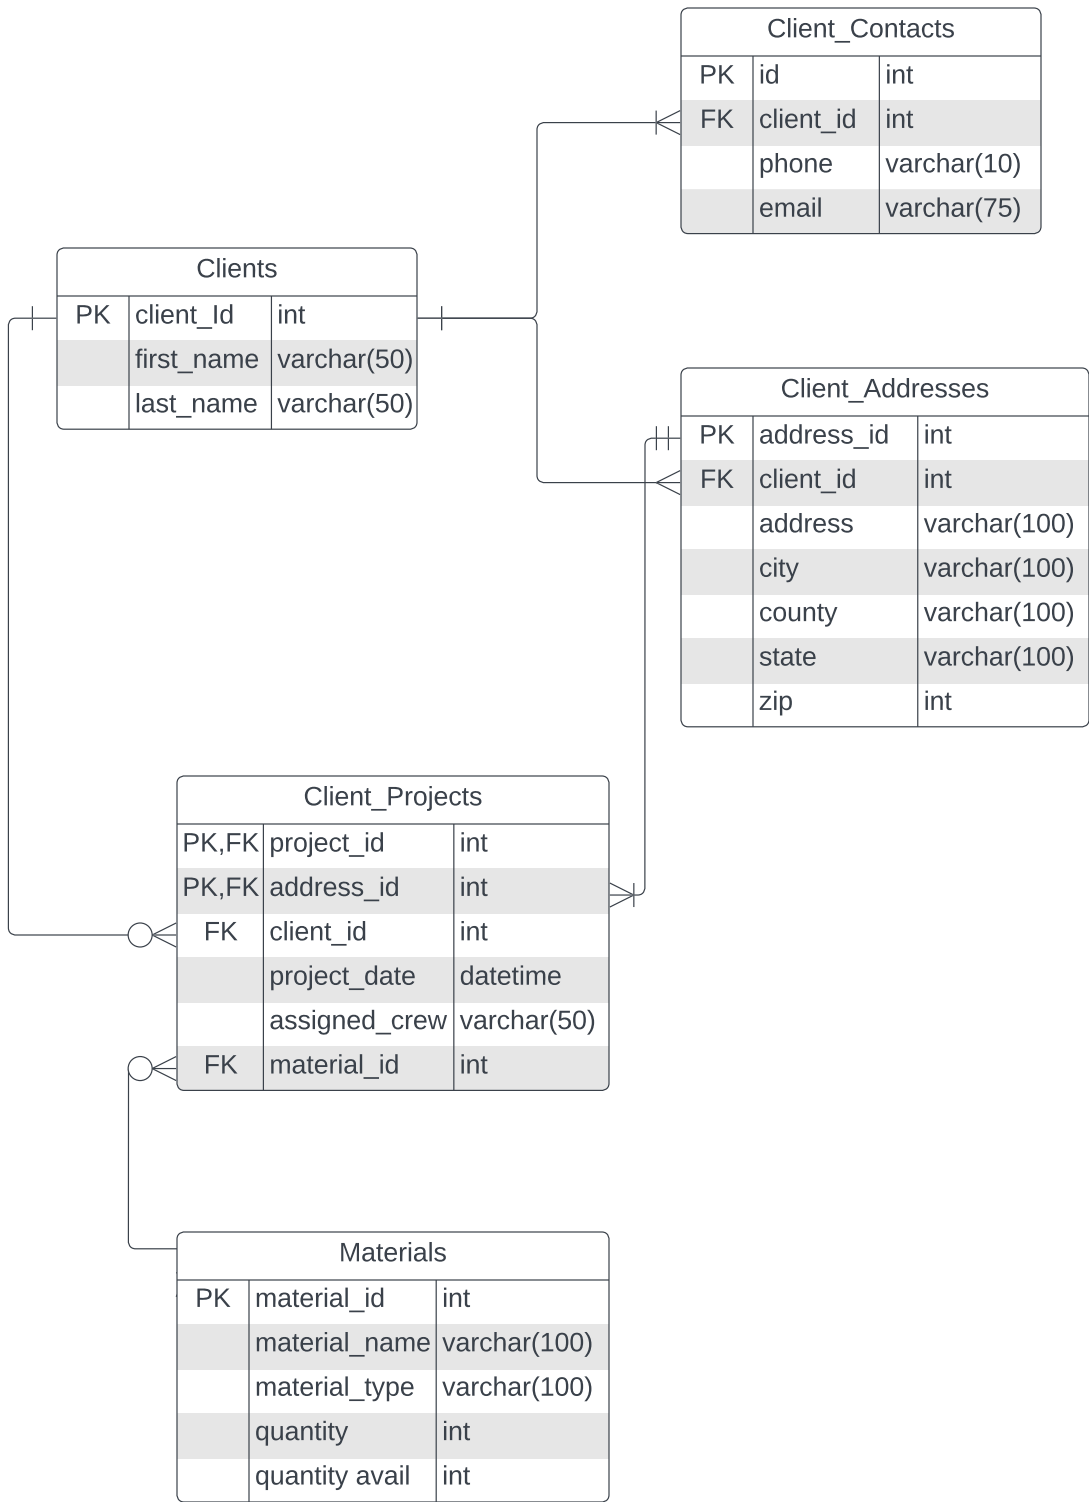 Client_Contacts
PK id int
FK client_id int
phone varchar(10)
email varchar(75)
Clients
PK client_Id int
first_name varchar(50)
last_name varchar(50)
Client_Addresses
PK address_id int
FK client_id int
address varchar(100)
city varchar(100)
county varchar(100)
state varchar(100)
zip int
Client_Projects
PK,FK project_id int
PK,FK address_id int
FK client_id int
project_date datetime
assigned_crew varchar(50)
FK material_id int
Materials
PK material_id int
material_name varchar(100)
material_type varchar(100)
quantity int
quantity avail int